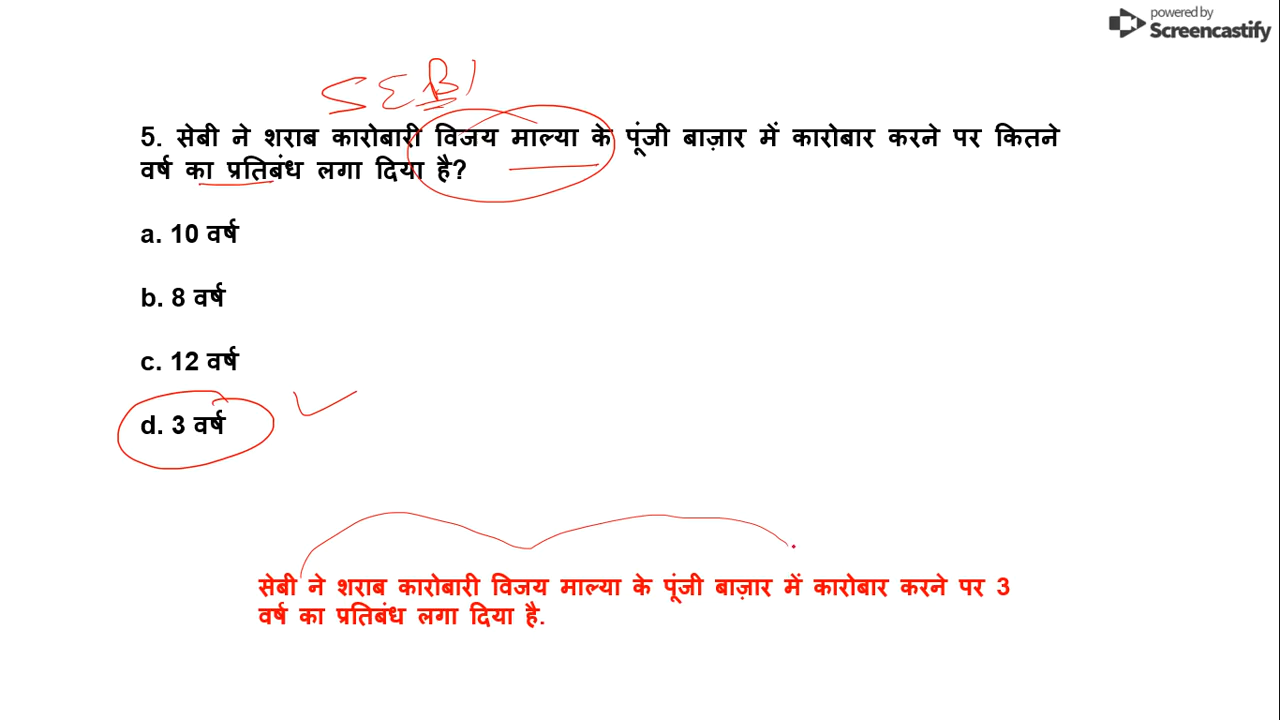 powered by
Screencastify
SEBI
5. सेबी ने शराब कारोबारी विजय माल्या के पूंजी बाज़ार में कारोबार करने पर कितने
वर्ष का प्रतिबंध लगा दिया है?
a. 10 वर्ष
b. 8 वर्ष
c. 12 वर्ष
d. 3 वर्ष
सेबी ने शराब कारोबारी विजय माल्या के पूंजी बाज़ार में कारोबार करने पर 3
वर्ष का प्रतिबंध लगा दिया है.